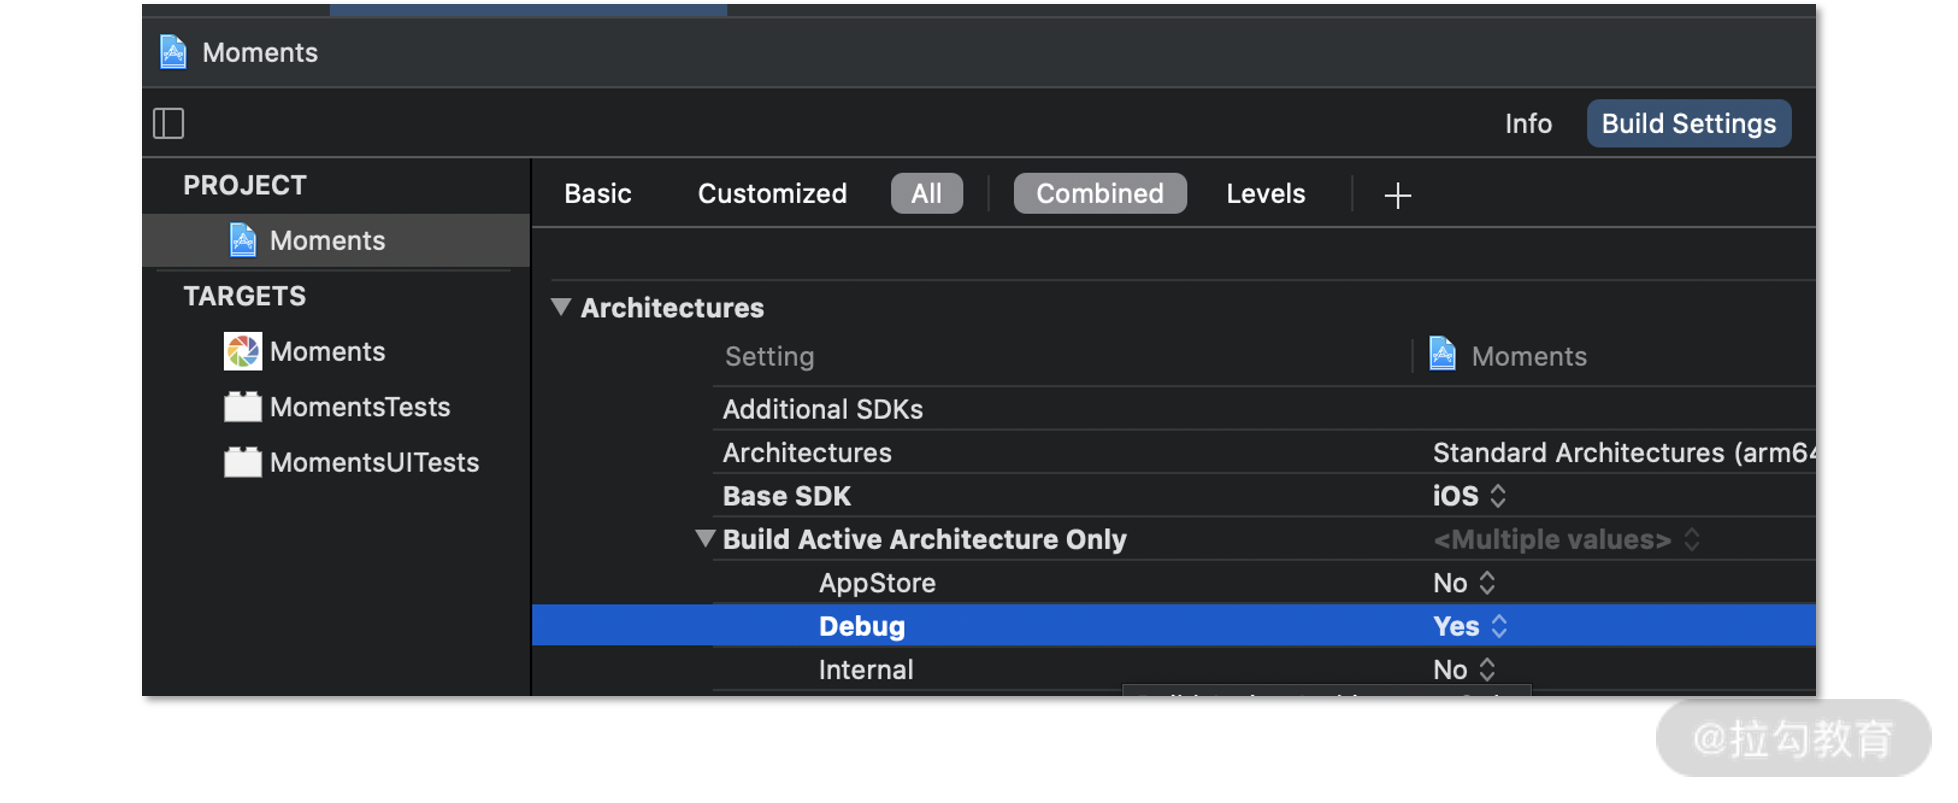 Moments
Info Build Settings
PROJECT
Basic Customized All Combined Levels +
Moments
TARGETS
Architectures
Moments
Setting Moments
MomentsTests
Additional SDKs
Architectures Standard Architectures (arm64
MomentsUITests
Base SDK iOS
Build Active Architecture Only <Multiple values>
AppStore No
Debug Yes
Internal No
@拉勾教育